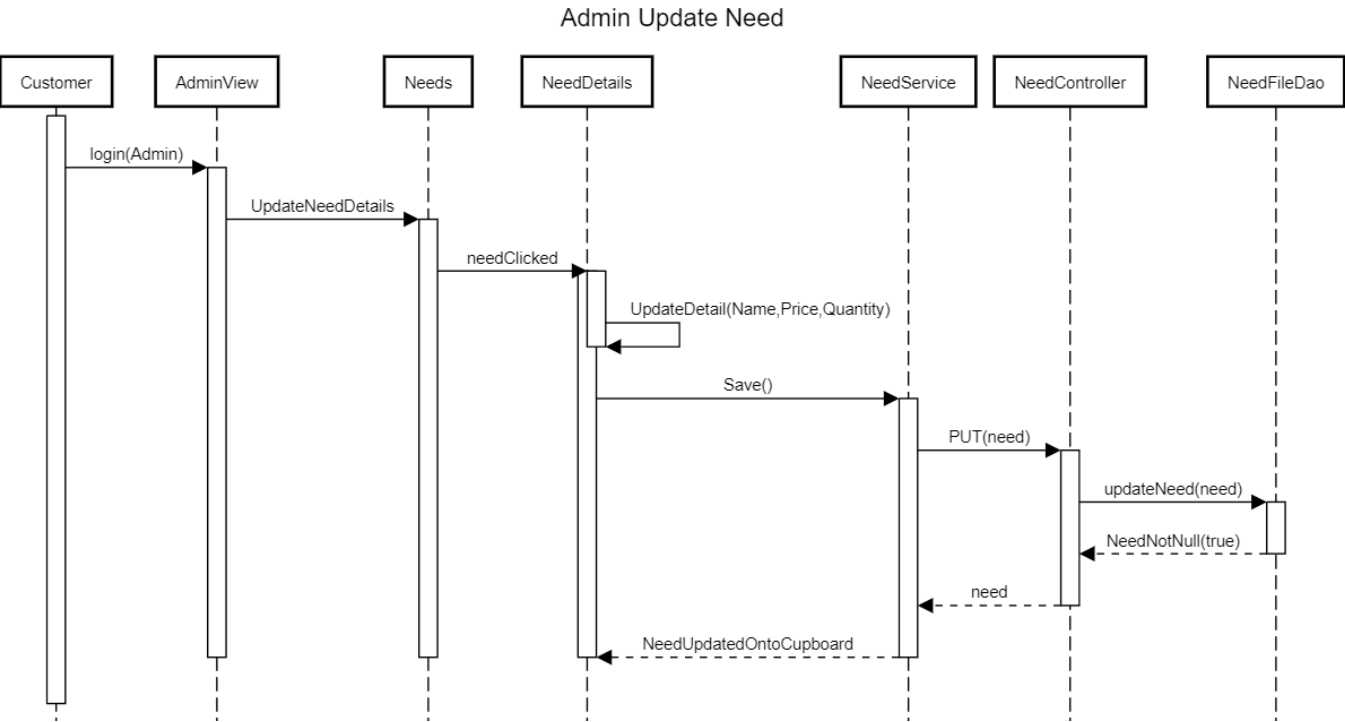 Admin Update Need
Customer
AdminView
Needs
NeedDetails
NeedService
NeedController
NeedFileDao
login(Admin)
UpdateNeedDetails
needClicked
UpdateDetail(Name,Price,Quantity)
Save()
PUT(need)
updateNeed(need)
NeedNotNull(true)
need
NeedUpdatedOntoCupboard